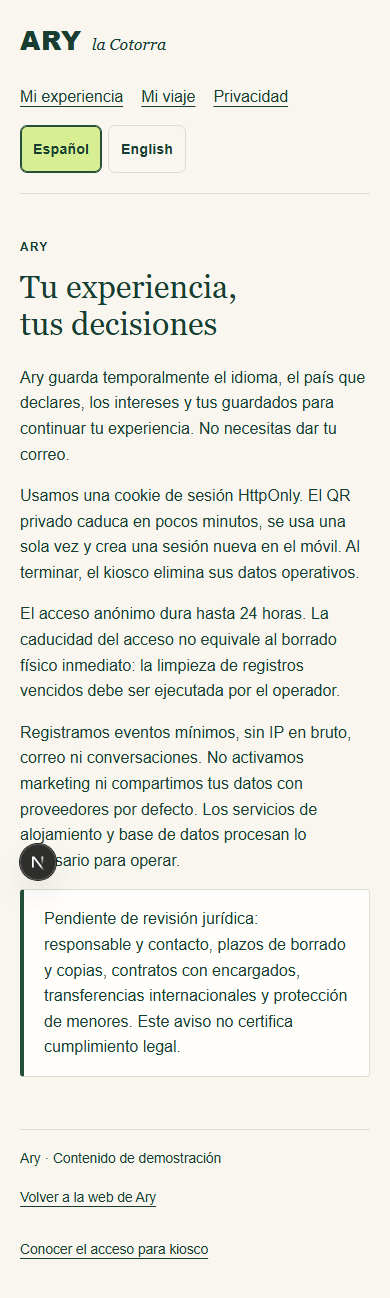 ARY la Cotorra
Mi experiencia Mi viaje Privacidad
Español English
ARY
Tu experiencia,
tus decisiones
Ary guarda temporalmente el idioma, el país que
declares, los intereses y tus guardados para
continuar tu experiencia. No necesitas dar tu
correo.
Usamos una cookie de sesión HttpOnly. El QR
privado caduca en pocos minutos, se usa una
sola vez y crea una sesión nueva en el móvil. Al
terminar, el kiosco elimina sus datos operativos.
El acceso anónimo dura hasta 24 horas. La
caducidad del acceso no equivale al borrado
físico inmediato: la limpieza de registros
vencidos debe ser ejecutada por el operador.
Registramos eventos mínimos, sin IP en bruto,
correo ni conversaciones. No activamos
marketing ni compartimos tus datos con
proveedores por defecto. Los servicios de
alojamiento y base de datos procesan lo
N sario para operar.
Pendiente de revisión jurídica:
responsable y contacto, plazos de borrado
y copias, contratos con encargados,
transferencias internacionales y protección
de menores. Este aviso no certifica
cumplimiento legal.
Ary · Contenido de demostración
Volver a la web de Ary
Conocer el acceso para kiosco